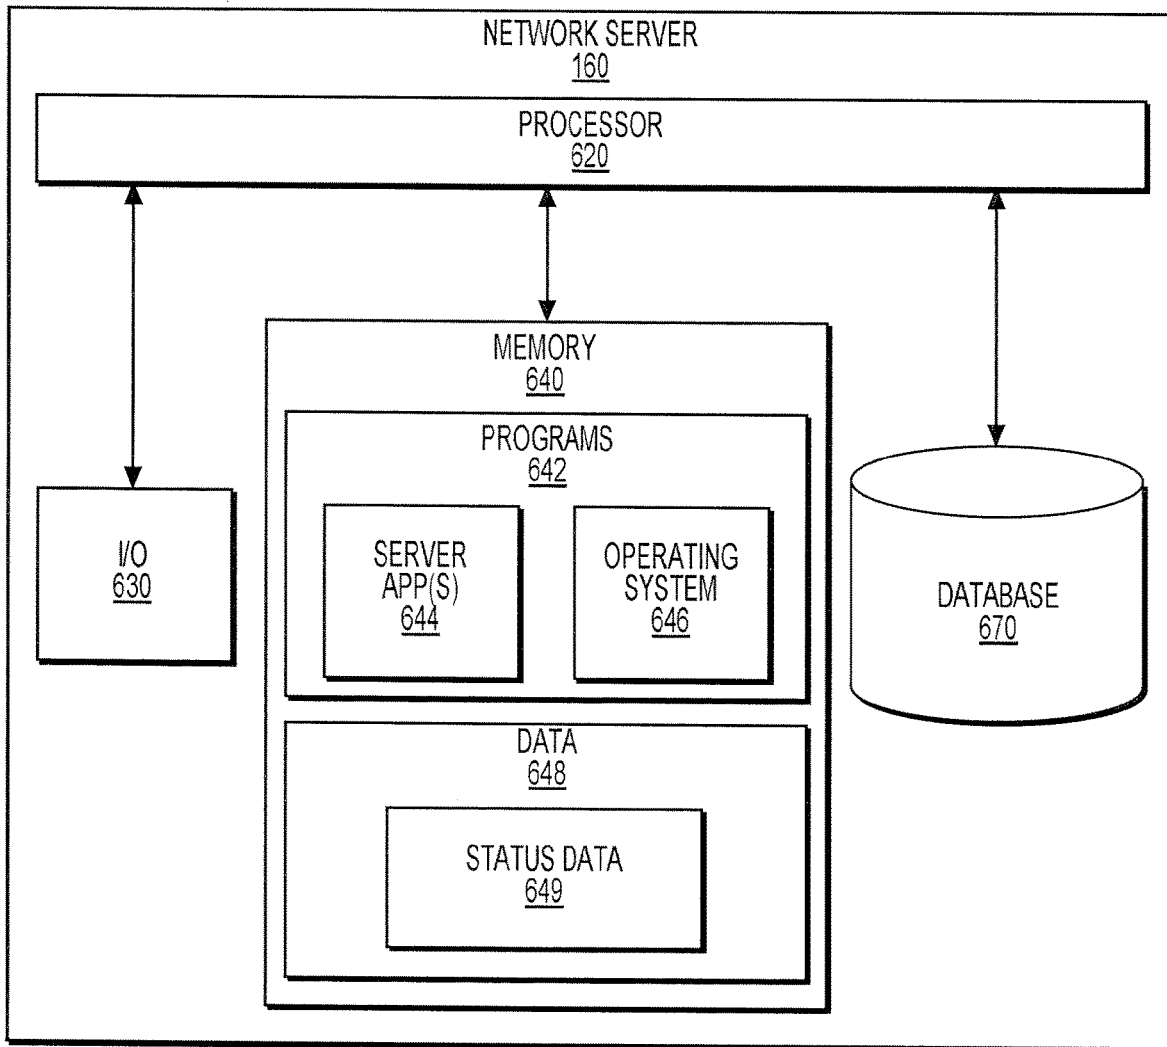 NETWORK SERVER
160
PROCESSOR
620
MEMORY
640
PROGRAMS
642
I/O
630
SERVER
APP(S)
644
OPERATING
SYSTEM
646
DATABASE
670
DATA
648
STATUS DATA
649